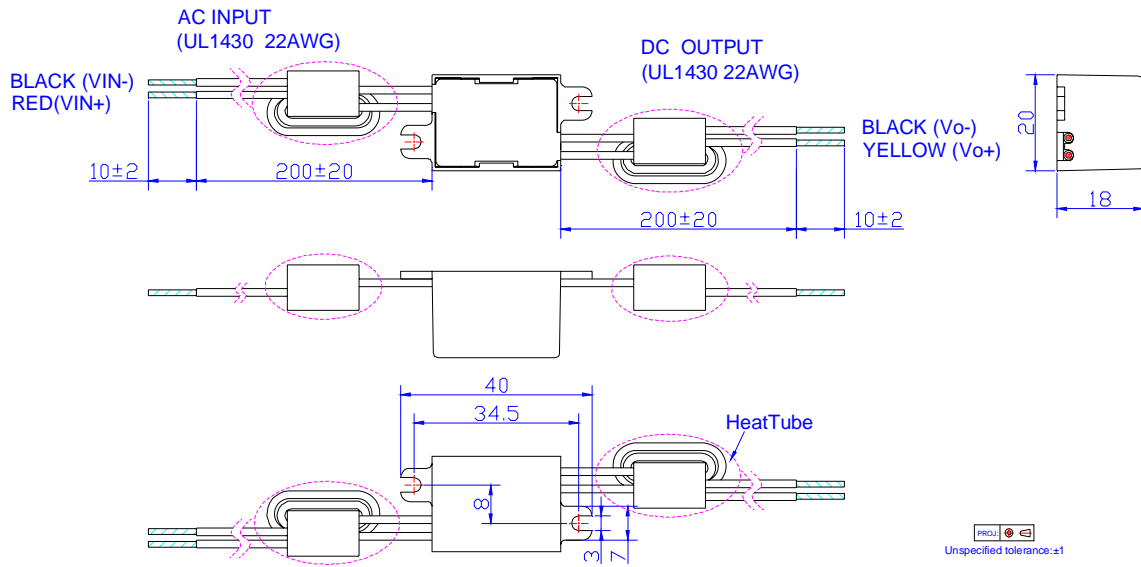 AC INPUT
(UL1430 22AWG)
DC OUTPUT
(UL1430 22AWG)
BLACK (VIN-)
RED(VIN+)
BLACK (Vo-)
YELLOW (Vo+)
20
10±2
200±20
18
200±20
10±2
40
34.5
HeatTube
8
3
7
PROJ:
Unspecified tolerance:±1